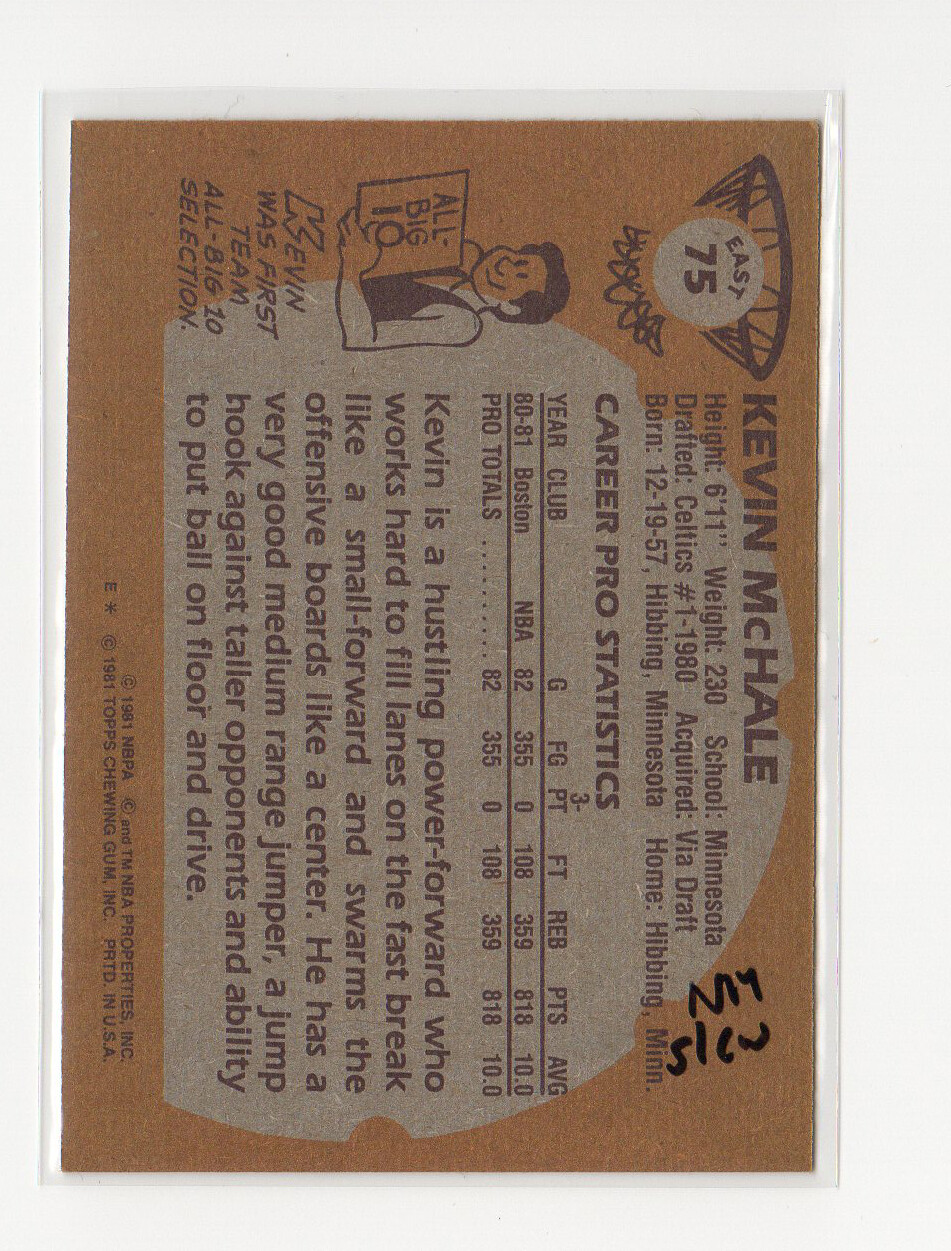 EAST
75
KEVIN McHALE
Height: 6'11" Weight: 230 School: Minnesota
Drafted: Celtics #1-1980 Acquired: Via Draft
Born: 12-19-57, Hibbing, Minnesota Home: Hibbing, Minn.
CAREER PRO STATISTICS
YEAR CLUB G FG 3-PT FT REB PTS AVG
80-81 Boston NBA 82 355 0 108 359 818 10.0
PRO TOTALS .......... 82 355 0 108 359 818 10.0
ALL-
BIG
10
KEVIN
WAS FIRST
TEAM
ALL-BIG 10
SELECTION.
Kevin is a hustling power-forward who
works hard to fill lanes on the fast break
like a small-forward and swarms the
offensive boards like a center. He has a
very good medium range jumper, a jump
hook against taller opponents and ability
to put ball on floor and drive.
© 1981 NBPA © and TM NBA PROPERTIES, INC.
E * © 1981 TOPPS CHEWING GUM, INC. PRTD. IN U.S.A.